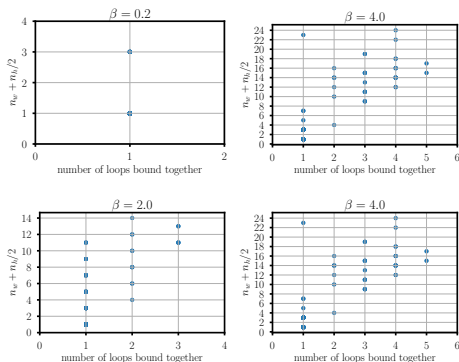 β = 0.2
4
3
2
1
0
0 1 2
n_w + n_h/2
number of loops bound together
β = 4.0
24
22
20
18
16
14
12
10
8
6
4
2
0
0 1 2 3 4 5 6
n_w + n_h/2
number of loops bound together
β = 2.0
14
12
10
8
6
4
2
0
0 1 2 3 4
n_w + n_h/2
number of loops bound together
β = 4.0
24
22
20
18
16
14
12
10
8
6
4
2
0
0 1 2 3 4 5 6
n_w + n_h/2
number of loops bound together